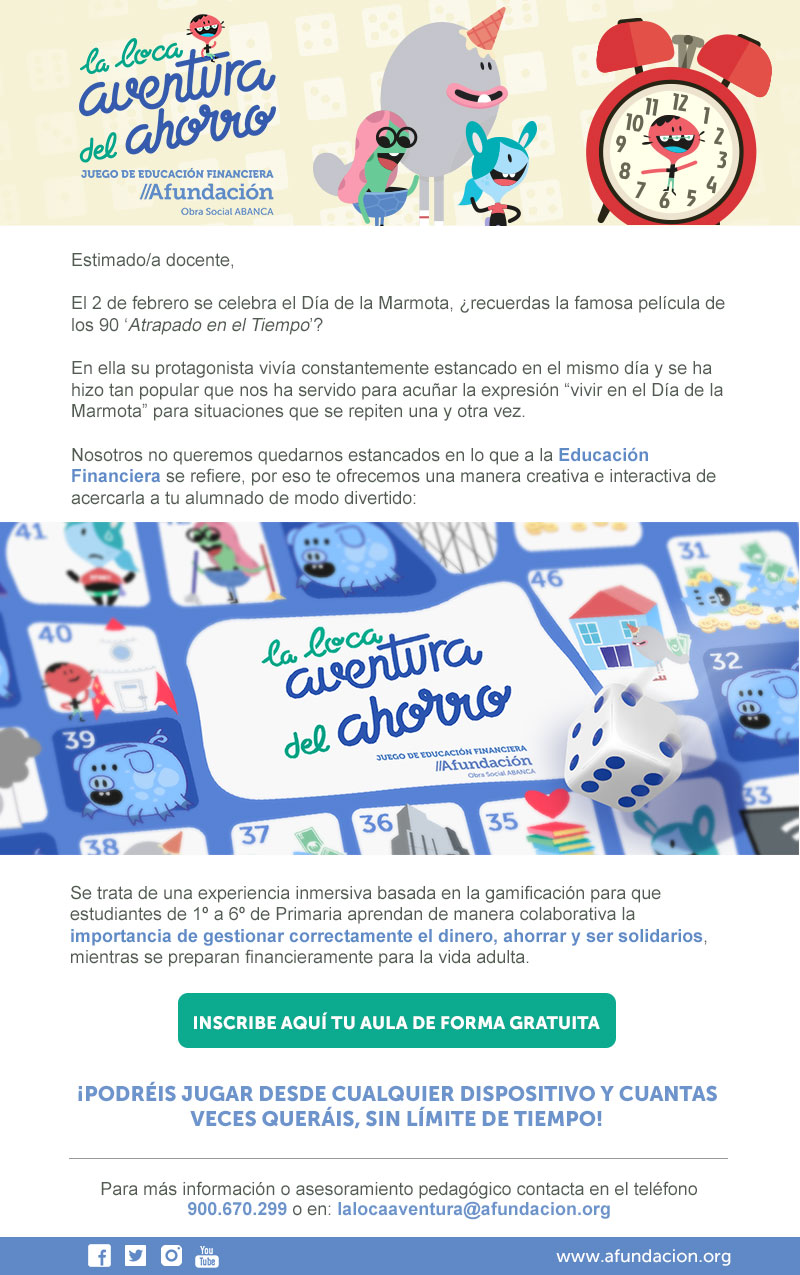 la loca
aventura
del ahorro
JUEGO DE EDUCACIÓN FINANCIERA
//Afundación
Obra Social ABANCA
12
1
2
3
4
5
6
7
8
9
10
11
Estimado/a docente,
El 2 de febrero se celebra el Día de la Marmota, ¿recuerdas la famosa película de
los 90 ‘Atrapado en el Tiempo’?
En ella su protagonista vivía constantemente estancado en el mismo día y se ha
hizo tan popular que nos ha servido para acuñar la expresión “vivir en el Día de la
Marmota” para situaciones que se repiten una y otra vez.
Nosotros no queremos quedarnos estancados en lo que a la Educación
Financiera se refiere, por eso te ofrecemos una manera creativa e interactiva de
acercarla a tu alumnado de modo divertido:
41
31
46
40
32
39
la loca
aventura
del ahorro
JUEGO DE EDUCACIÓN FINANCIERA
//Afundación
Obra Social ABANCA
33
38
37
36
35
Se trata de una experiencia inmersiva basada en la gamificación para que
estudiantes de 1º a 6º de Primaria aprendan de manera colaborativa la
importancia de gestionar correctamente el dinero, ahorrar y ser solidarios,
mientras se preparan financieramente para la vida adulta.
INSCRIBE AQUÍ TU AULA DE FORMA GRATUITA
¡PODRÉIS JUGAR DESDE CUALQUIER DISPOSITIVO Y CUANTAS
VECES QUERÁIS, SIN LÍMITE DE TIEMPO!
Para más información o asesoramiento pedagógico contacta en el teléfono
900.670.299 o en: lalocaaventura@afundacion.org
You
Tube
www.afundacion.org